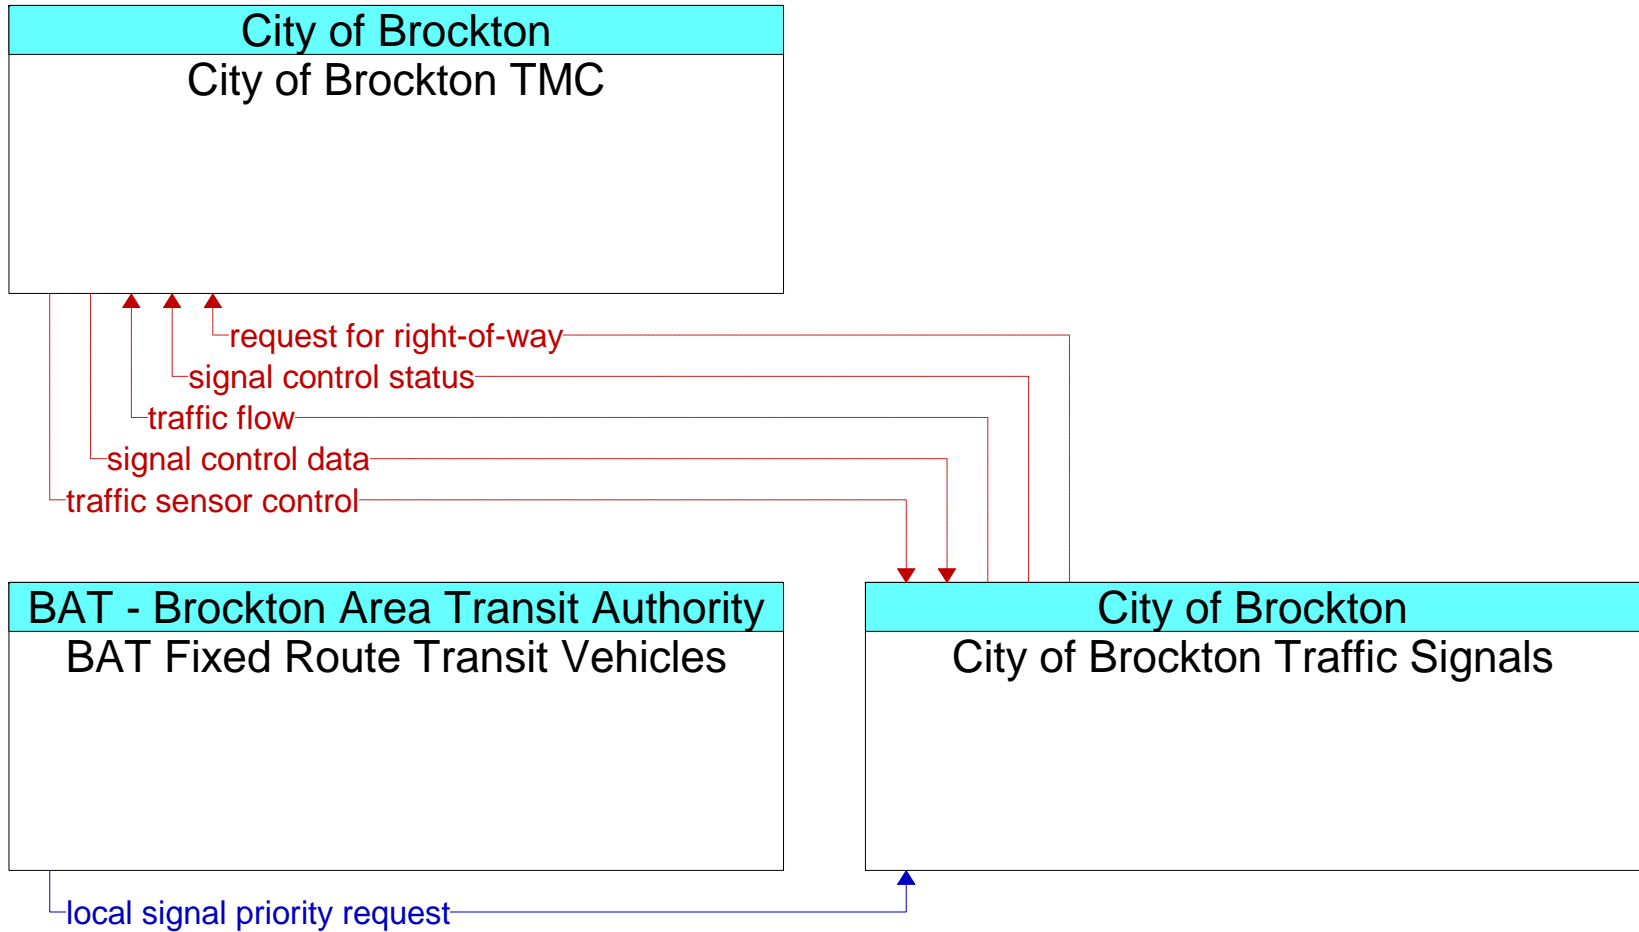 City of Brockton
City of Brockton TMC
request for right-of-way
signal control status
traffic flow
signal control data
traffic sensor control
BAT - Brockton Area Transit Authority
BAT Fixed Route Transit Vehicles
City of Brockton
City of Brockton Traffic Signals
local signal priority request